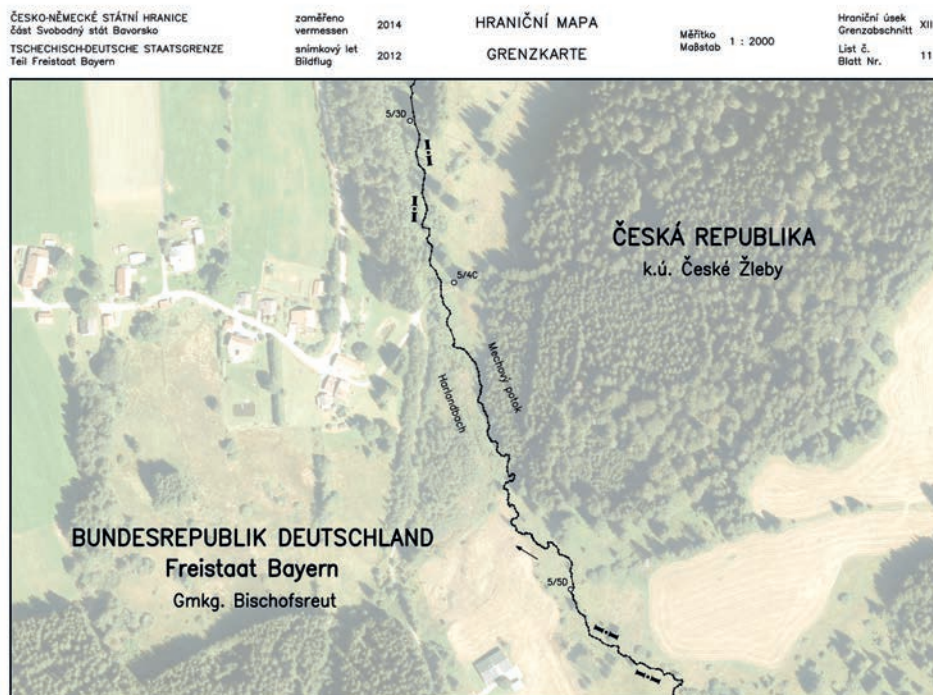 ČESKO-NĚMECKÉ STÁTNÍ HRANICE
část Svobodný stát Bavorsko
TSCHECHISCH-DEUTSCHE STAATSGRENZE
Teil Freistaat Bayern
zaměřeno
vermessen 2014
snímkový let
Bildflug 2012
HRANIČNÍ MAPA
GRENZKARTE
Měřítko
Maßstab 1 : 2000
Hraniční úsek
Grenzabschnitt XII
List č.
Blatt Nr. 11
5/3D
ČESKÁ REPUBLIKA
k.ú. České Žleby
5/4C
Mechový potok
Harlandbach
BUNDESREPUBLIK DEUTSCHLAND
Freistaat Bayern
Gmkg. Bischofsreut
5/5D